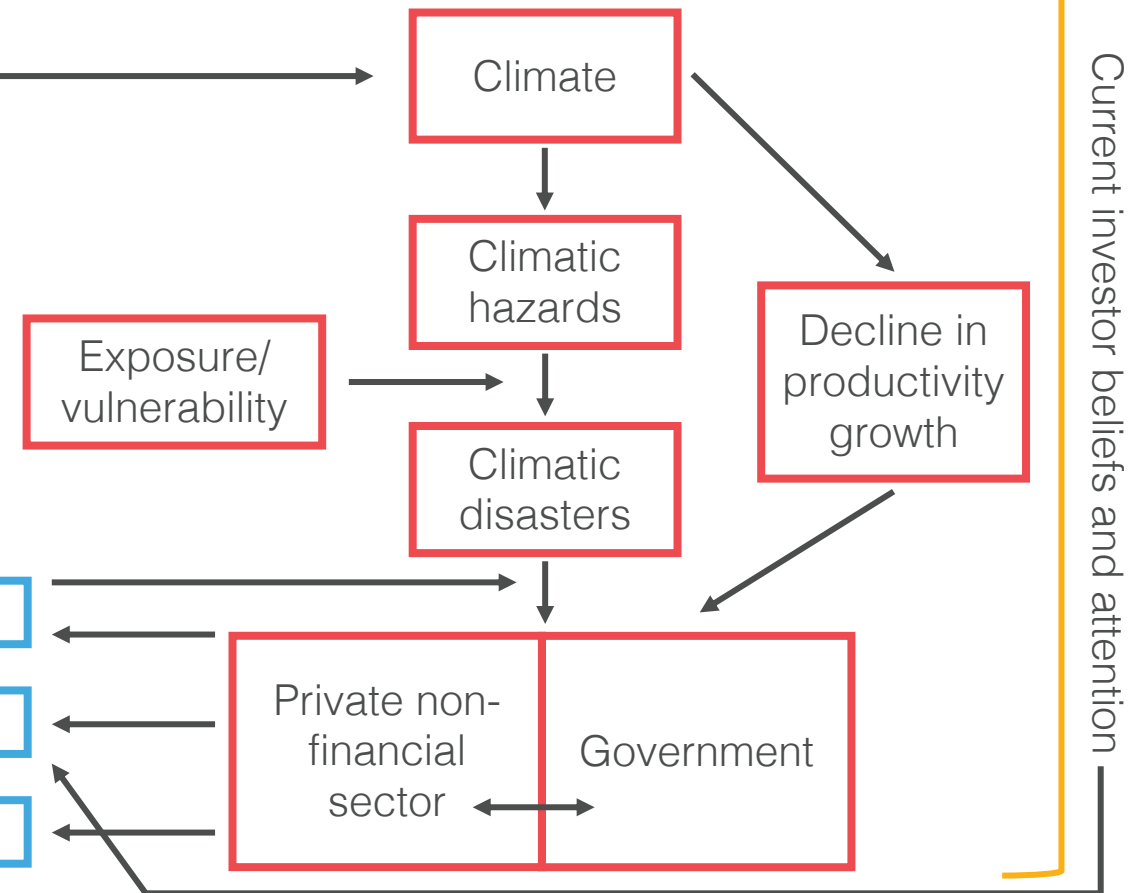 Climate
Climatic
hazards
Exposure/
vulnerability
Decline in
productivity
growth
Climatic
disasters
Private non-
financial
sector
Government
Current investor beliefs and attention